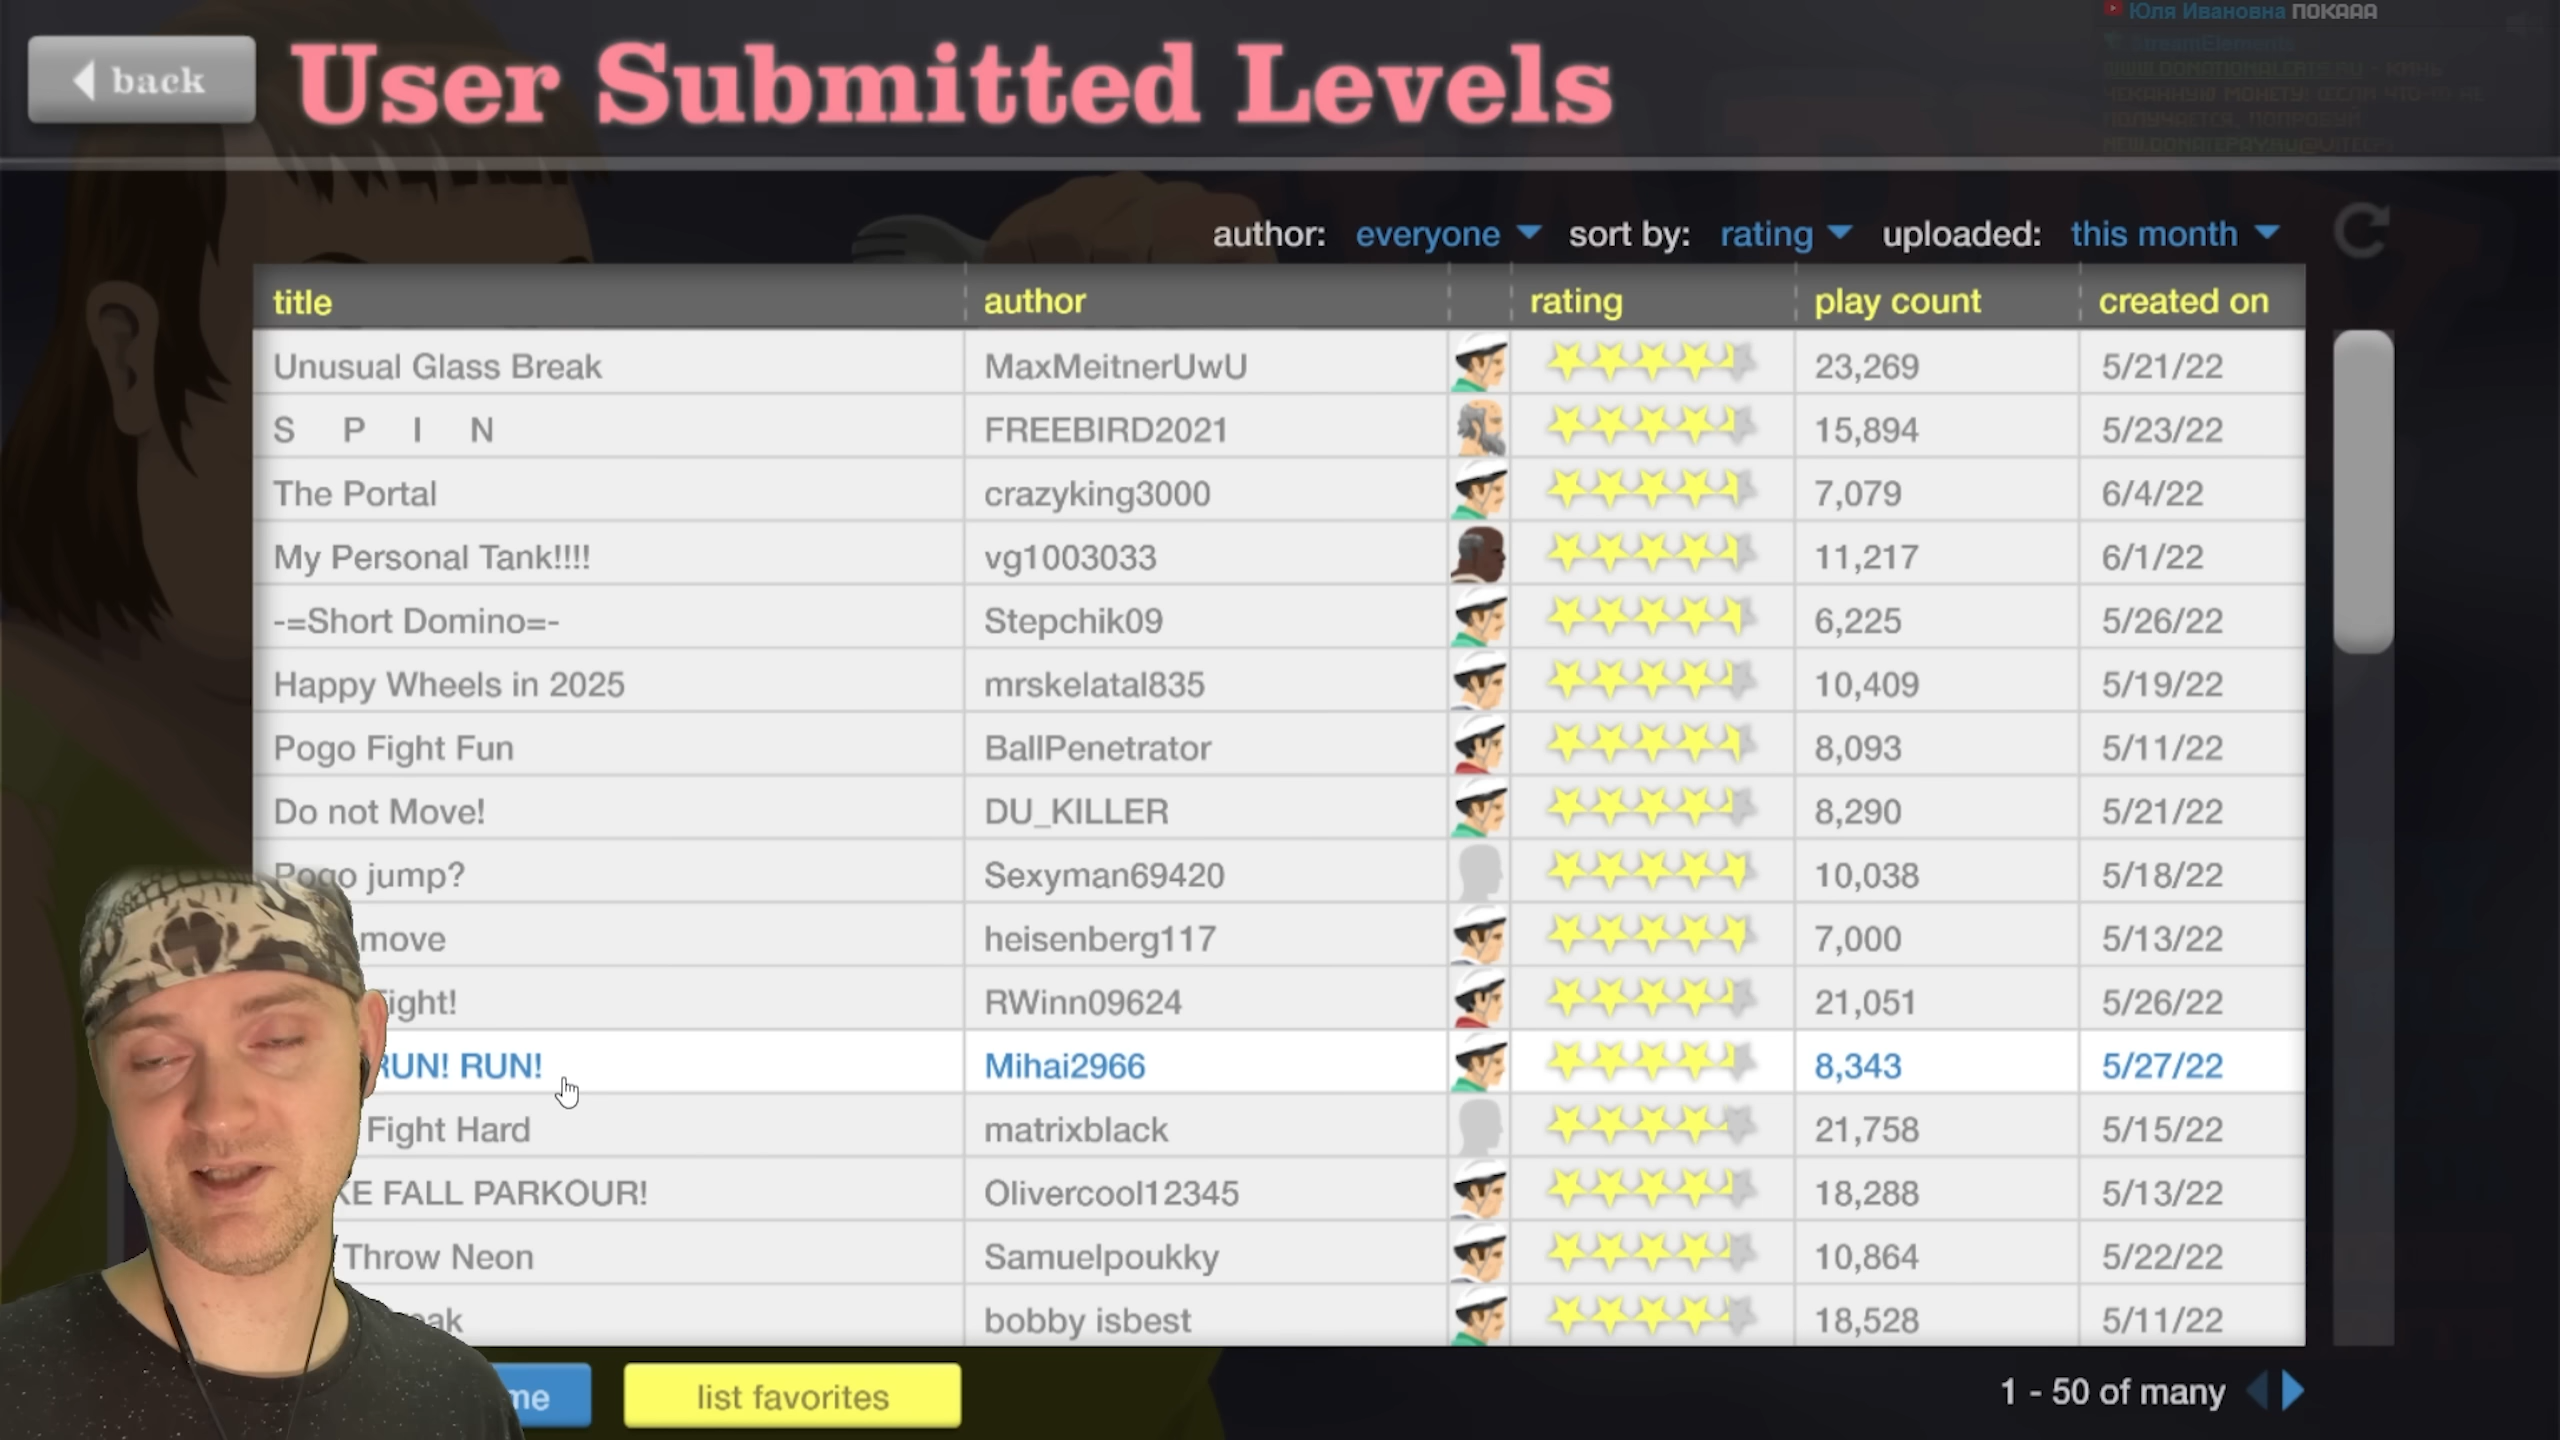 Юля Ивановна ПОКААА
StreamElements
back
User Submitted Levels
author: everyone sort by: rating uploaded: this month
title author rating play count created on
Unusual Glass Break MaxMeitnerUwU 23,269 5/21/22
S P I N FREEBIRD2021 15,894 5/23/22
The Portal crazyking3000 7,079 6/4/22
My Personal Tank!!!! vg1003033 11,217 6/1/22
-=Short Domino=- Stepchik09 6,225 5/26/22
Happy Wheels in 2025 mrskelatal835 10,409 5/19/22
Pogo Fight Fun BallPenetrator 8,093 5/11/22
Do not Move! DU_KILLER 8,290 5/21/22
Pogo jump? Sexyman69420 10,038 5/18/22
move heisenberg117 7,000 5/13/22
Fight! RWinn09624 21,051 5/26/22
RUN! RUN! Mihai2966 8,343 5/27/22
Fight Hard matrixblack 21,758 5/15/22
KE FALL PARKOUR! Olivercool12345 18,288 5/13/22
Throw Neon Samuelpoukky 10,864 5/22/22
eak bobby isbest 18,528 5/11/22
me list favorites 1 - 50 of many